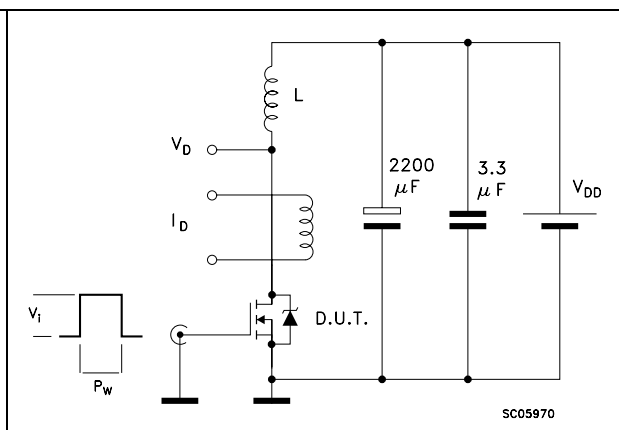 L
V_D
2200
μF
3.3
μF
V_DD
I_D
V_i
D.U.T.
P_W
SC05970